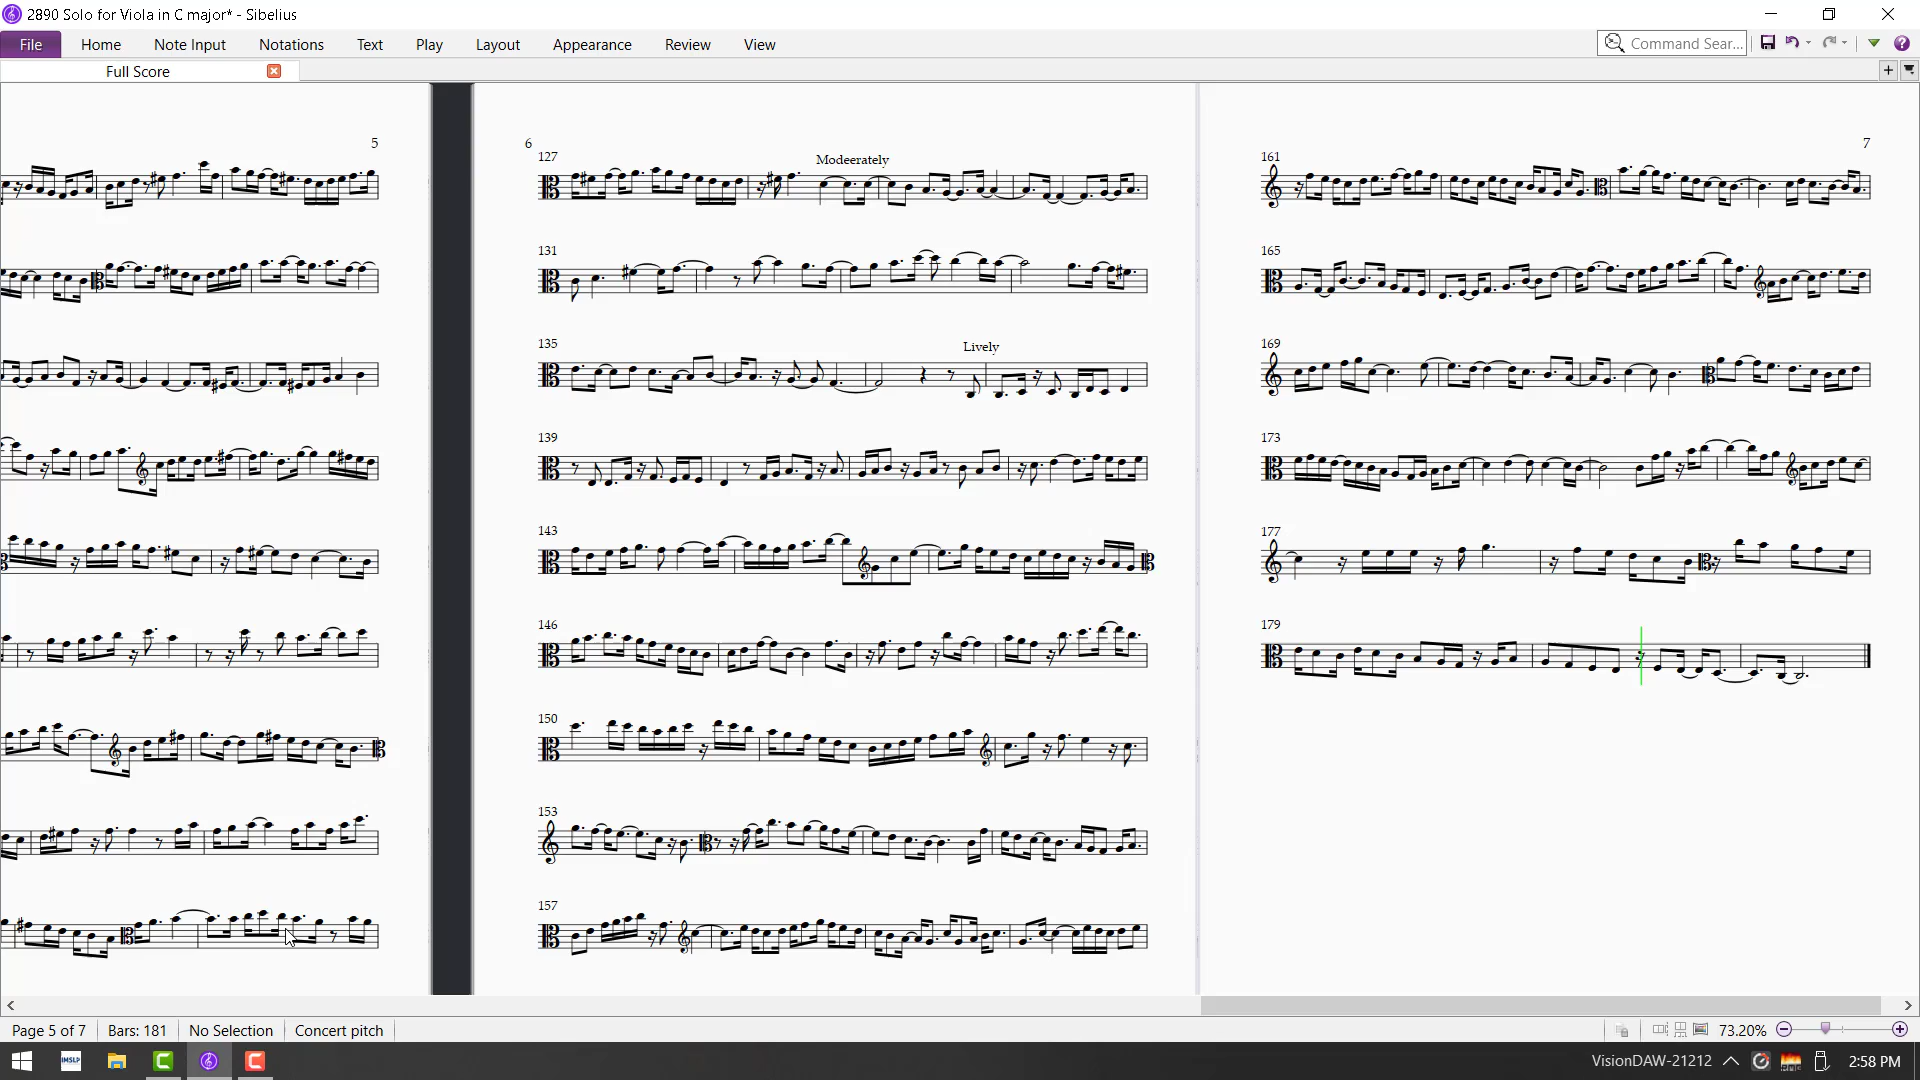 2890 Solo for Viola in C major* - Sibelius
File Home Note Input Notations Text Play Layout Appearance Review View Command Sear...
Full Score
5
6
127
Modeerately
131
135
Lively
139
143
146
150
153
157
7
161
165
169
173
177
179
Page 5 of 7 Bars: 181 No Selection Concert pitch 73.20%
IMSLP VisionDAW-21212 2:58 PM